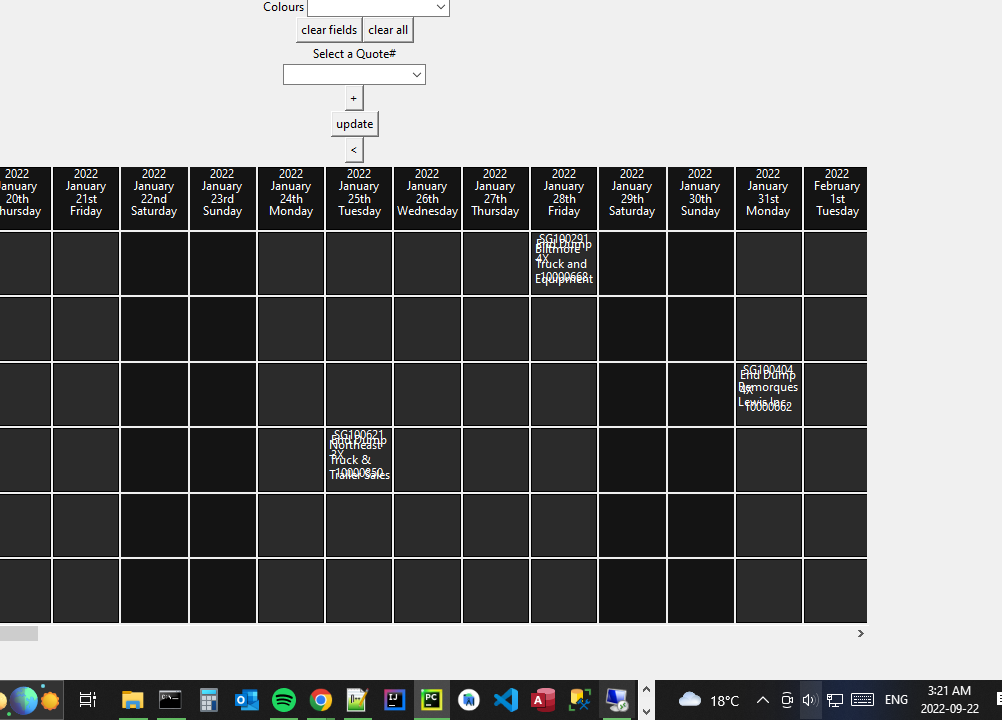 Colours
clear fields clear all
Select a Quote#
+
update
<
2022 2022 2022 2022 2022 2022 2022 2022 2022 2022 2022 2022 2022
January January January January January January January January January January January January February
20th 21st 22nd 23rd 24th 25th 26th 27th 28th 29th 30th 31st 1st
hursday Friday Saturday Sunday Monday Tuesday Wednesday Thursday Friday Saturday Sunday Monday Tuesday
SG100291
End Dump
Biltmore
4X
Truck and
10000668
Equipment
SG100404
End Dump
4X
Remorques
Lewis Inc.
10000662
SG100621
End Dump
Northeast
3X
Truck &
10000850
Trailer Sales
18°C
ENG
3:21 AM
2022-09-22